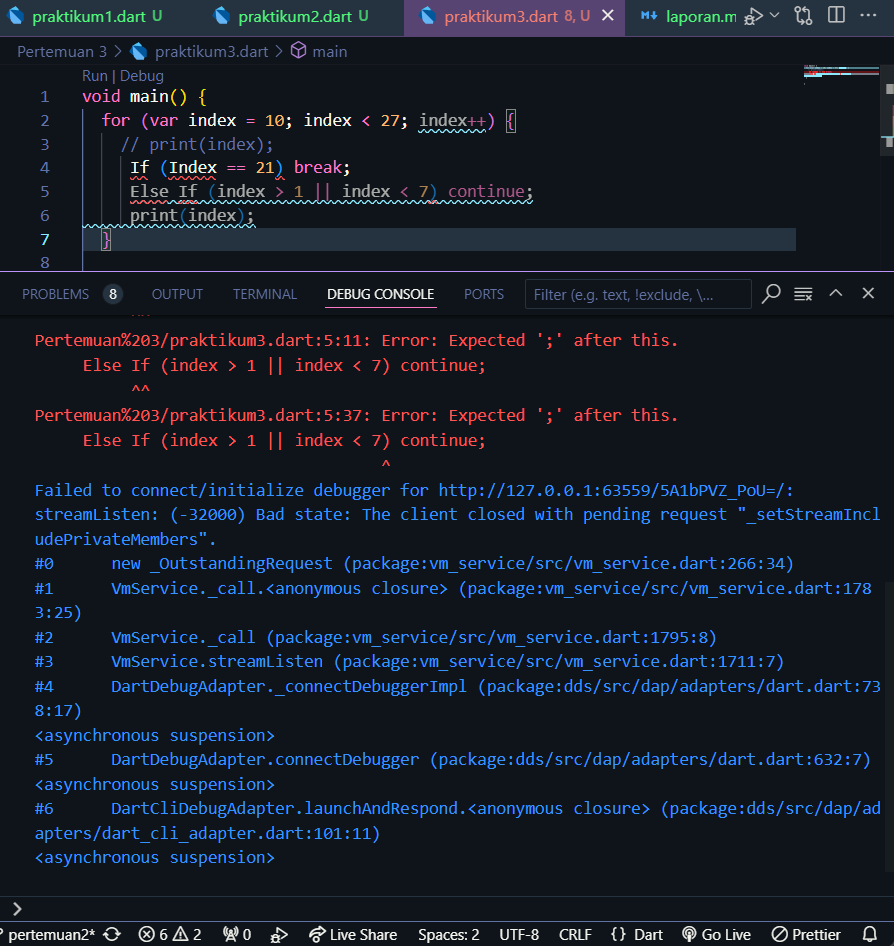 praktikum1.dart U praktikum2.dart U praktikum3.dart 8, U laporan.m
Pertemuan 3 > praktikum3.dart > main
Run | Debug
1 void main() {
2 for (var index = 10; index < 27; index++) {
3 // print(index);
4 If (Index == 21) break;
5 Else If (index > 1 || index < 7) continue;
6 print(index);
7 }
8
PROBLEMS 8 OUTPUT TERMINAL DEBUG CONSOLE PORTS Filter (e.g. text, !exclude, \...
^^
Pertemuan%203/praktikum3.dart:5:11: Error: Expected ';' after this.
Else If (index > 1 || index < 7) continue;
^^
Pertemuan%203/praktikum3.dart:5:37: Error: Expected ';' after this.
Else If (index > 1 || index < 7) continue;
^
Failed to connect/initialize debugger for http://127.0.0.1:63559/5A1bPVZ_PoU=/:
streamListen: (-32000) Bad state: The client closed with pending request "_setStreamIncl
udePrivateMembers".
#0 new _OutstandingRequest (package:vm_service/src/vm_service.dart:266:34)
#1 VmService._call.<anonymous closure> (package:vm_service/src/vm_service.dart:178
3:25)
#2 VmService._call (package:vm_service/src/vm_service.dart:1795:8)
#3 VmService.streamListen (package:vm_service/src/vm_service.dart:1711:7)
#4 DartDebugAdapter._connectDebuggerImpl (package:dds/src/dap/adapters/dart.dart:73
8:17)
<asynchronous suspension>
#5 DartDebugAdapter.connectDebugger (package:dds/src/dap/adapters/dart.dart:632:7)
<asynchronous suspension>
#6 DartCliDebugAdapter.launchAndRespond.<anonymous closure> (package:dds/src/dap/ad
apters/dart_cli_adapter.dart:101:11)
<asynchronous suspension>
>
pertemuan2* 6 2 0 Live Share Spaces: 2 UTF-8 CRLF {} Dart Go Live Prettier